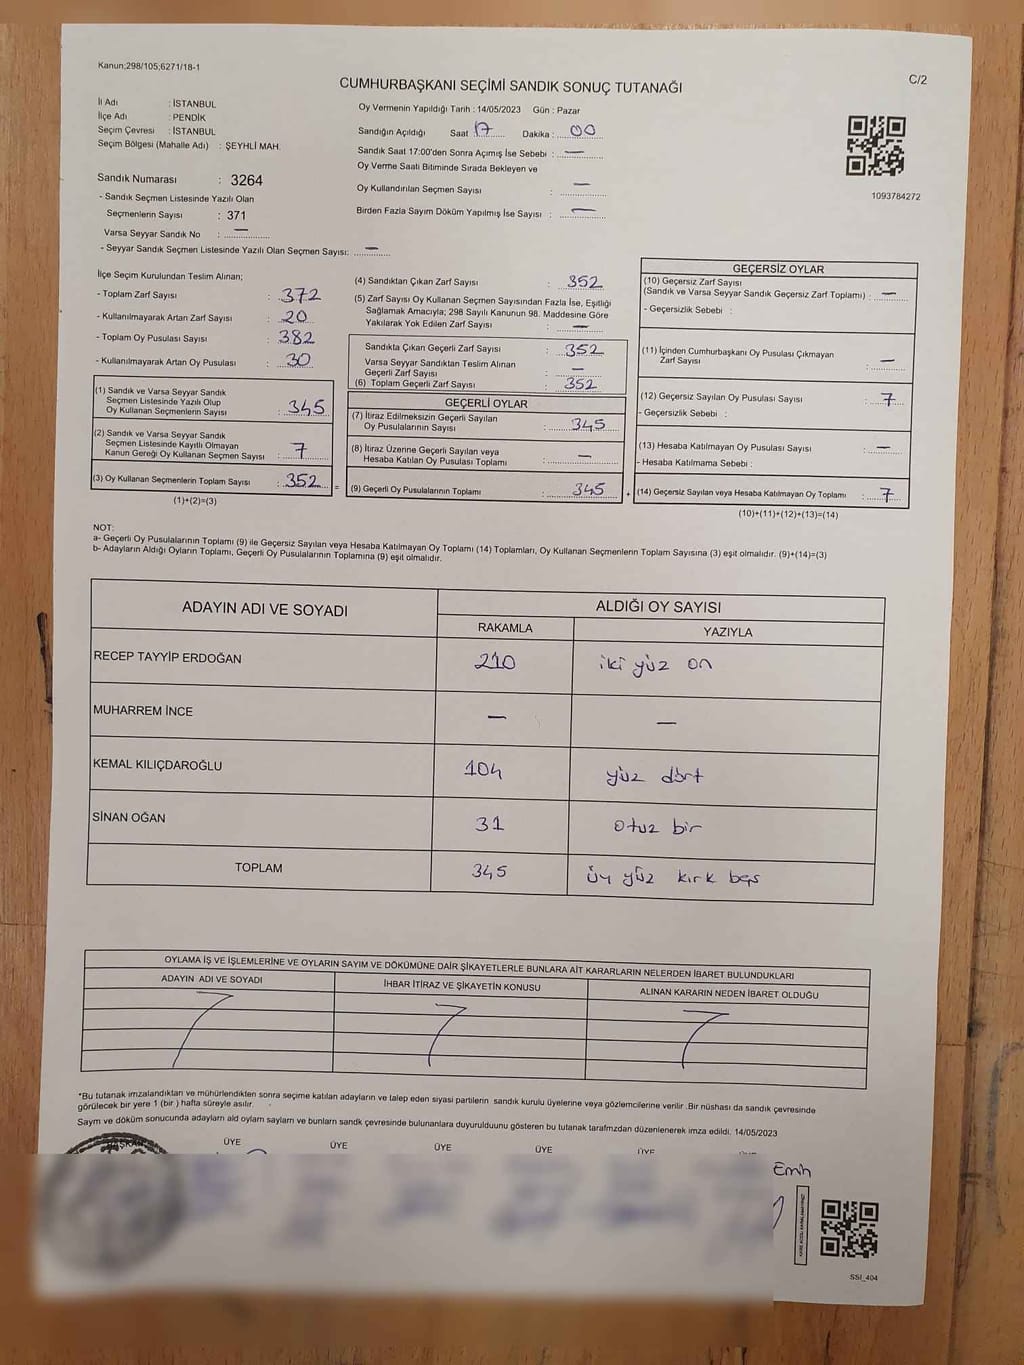 Kanun;298/105;6271/18-1
C/2
CUMHURBAŞKANI SEÇİMİ SANDIK SONUÇ TUTANAĞI
İl Adı : İSTANBUL
İlçe Adı : PENDİK
Seçim Çevresi : İSTANBUL
Seçim Bölgesi (Mahalle Adı) : ŞEYHLİ MAH.
Sandık Numarası : 3264
- Sandık Seçmen Listesinde Yazılı Olan
Seçmenlerin Sayısı : 371
Varsa Seyyar Sandık No : —
- Seyyar Sandık Seçmen Listesinde Yazılı Olan Seçmen Sayısı: —
Oy Vermenin Yapıldığı Tarih : 14/05/2023 Gün : Pazar
Sandığın Açıldığı Saat 17 Dakika : 00
Sandık Saat 17:00'den Sonra Açımış İse Sebebi : —
Oy Verme Saati Bitiminde Sırada Bekleyen ve
Oy Kullandırılan Seçmen Sayısı : —
Birden Fazla Sayım Döküm Yapılmış İse Sayısı : —
1093784272
İlçe Seçim Kurulundan Teslim Alınan;
- Toplam Zarf Sayısı : 372
- Kullanılmayarak Artan Zarf Sayısı : 20
- Toplam Oy Pusulası Sayısı : 382
- Kullanılmayarak Artan Oy Pusulası : 30
(1) Sandık ve Varsa Seyyar Sandık
Seçmen Listesinde Yazılı Olup
Oy Kullanan Seçmenlerin Sayısı : 345
(2) Sandık ve Varsa Seyyar Sandık
Seçmen Listesinde Kayıtlı Olmayan
Kanun Gereği Oy Kullanan Seçmen Sayısı : 7
(3) Oy Kullanan Seçmenlerin Toplam Sayısı : 352
(1)+(2)=(3)
=
(4) Sandıktan Çıkan Zarf Sayısı : 352
(5) Zarf Sayısı Oy Kullanan Seçmen Sayısından Fazla İse, Eşitliği
Sağlamak Amacıyla; 298 Sayılı Kanunun 98. Maddesine Göre
Yakılarak Yok Edilen Zarf Sayısı : —
Sandıkta Çıkan Geçerli Zarf Sayısı : 352
Varsa Seyyar Sandıktan Teslim Alınan
Geçerli Zarf Sayısı : —
(6) Toplam Geçerli Zarf Sayısı : 352
GEÇERLİ OYLAR
(7) İtiraz Edilmeksizin Geçerli Sayılan
Oy Pusulalarının Sayısı : 345
(8) İtiraz Üzerine Geçerli Sayılan veya
Hesaba Katılan Oy Pusulası Toplamı : —
(9) Geçerli Oy Pusulalarının Toplamı : 345
+
GEÇERSİZ OYLAR
(10) Geçersiz Zarf Sayısı
(Sandık ve Varsa Seyyar Sandık Geçersiz Zarf Toplamı) : —
- Geçersizlik Sebebi :
(11) İçinden Cumhurbaşkanı Oy Pusulası Çıkmayan
Zarf Sayısı : —
(12) Geçersiz Sayılan Oy Pusulası Sayısı : 7
- Geçersizlik Sebebi :
(13) Hesaba Katılmayan Oy Pusulası Sayısı : —
- Hesaba Katılmama Sebebi :
(14) Geçersiz Sayılan veya Hesaba Katılmayan Oy Toplamı : 7
(10)+(11)+(12)+(13)=(14)
NOT:
a- Geçerli Oy Pusulalarının Toplamı (9) ile Geçersiz Sayılan veya Hesaba Katılmayan Oy Toplamı (14) Toplamları, Oy Kullanan Seçmenlerin Toplam Sayısına (3) eşit olmalıdır. (9)+(14)=(3)
b- Adayların Aldığı Oyların Toplamı, Geçerli Oy Pusulalarının Toplamına (9) eşit olmalıdır.
ADAYIN ADI VE SOYADI ALDIĞI OY SAYISI
RAKAMLA YAZIYLA
RECEP TAYYİP ERDOĞAN 210 iki yüz on
MUHARREM İNCE — —
KEMAL KILIÇDAROĞLU 104 yüz dört
SİNAN OĞAN 31 otuz bir
TOPLAM 345 üç yüz kırk beş
OYLAMA İŞ VE İŞLEMLERİNE VE OYLARIN SAYIM VE DÖKÜMÜNE DAİR ŞİKAYETLERLE BUNLARA AİT KARARLARIN NELERDEN İBARET BULUNDUKLARI
ADAYIN ADI VE SOYADI İHBAR İTİRAZ VE ŞİKAYETİN KONUSU ALINAN KARARIN NEDEN İBARET OLDUĞU
*Bu tutanak imzalandıktan ve mühürlendikten sonra seçime katılan adayların ve talep eden siyasi partilerin sandık kurulu üyelerine veya gözlemcilerine verilir .Bir nüshası da sandık çevresinde
görülecek bir yere 1 (bir ) hafta süreyle asılır.
Sayım ve döküm sonucunda adayların ald oyların saylarn ve bunların sandk çevresinde bulunanlara duyurulduunu gösteren bu tutanak tarafmzdan düzenlenerek imza edildi. 14/05/2023
BAŞKAN ÜYE ÜYE ÜYE ÜYE ÜYE
Emin
SSİ_404